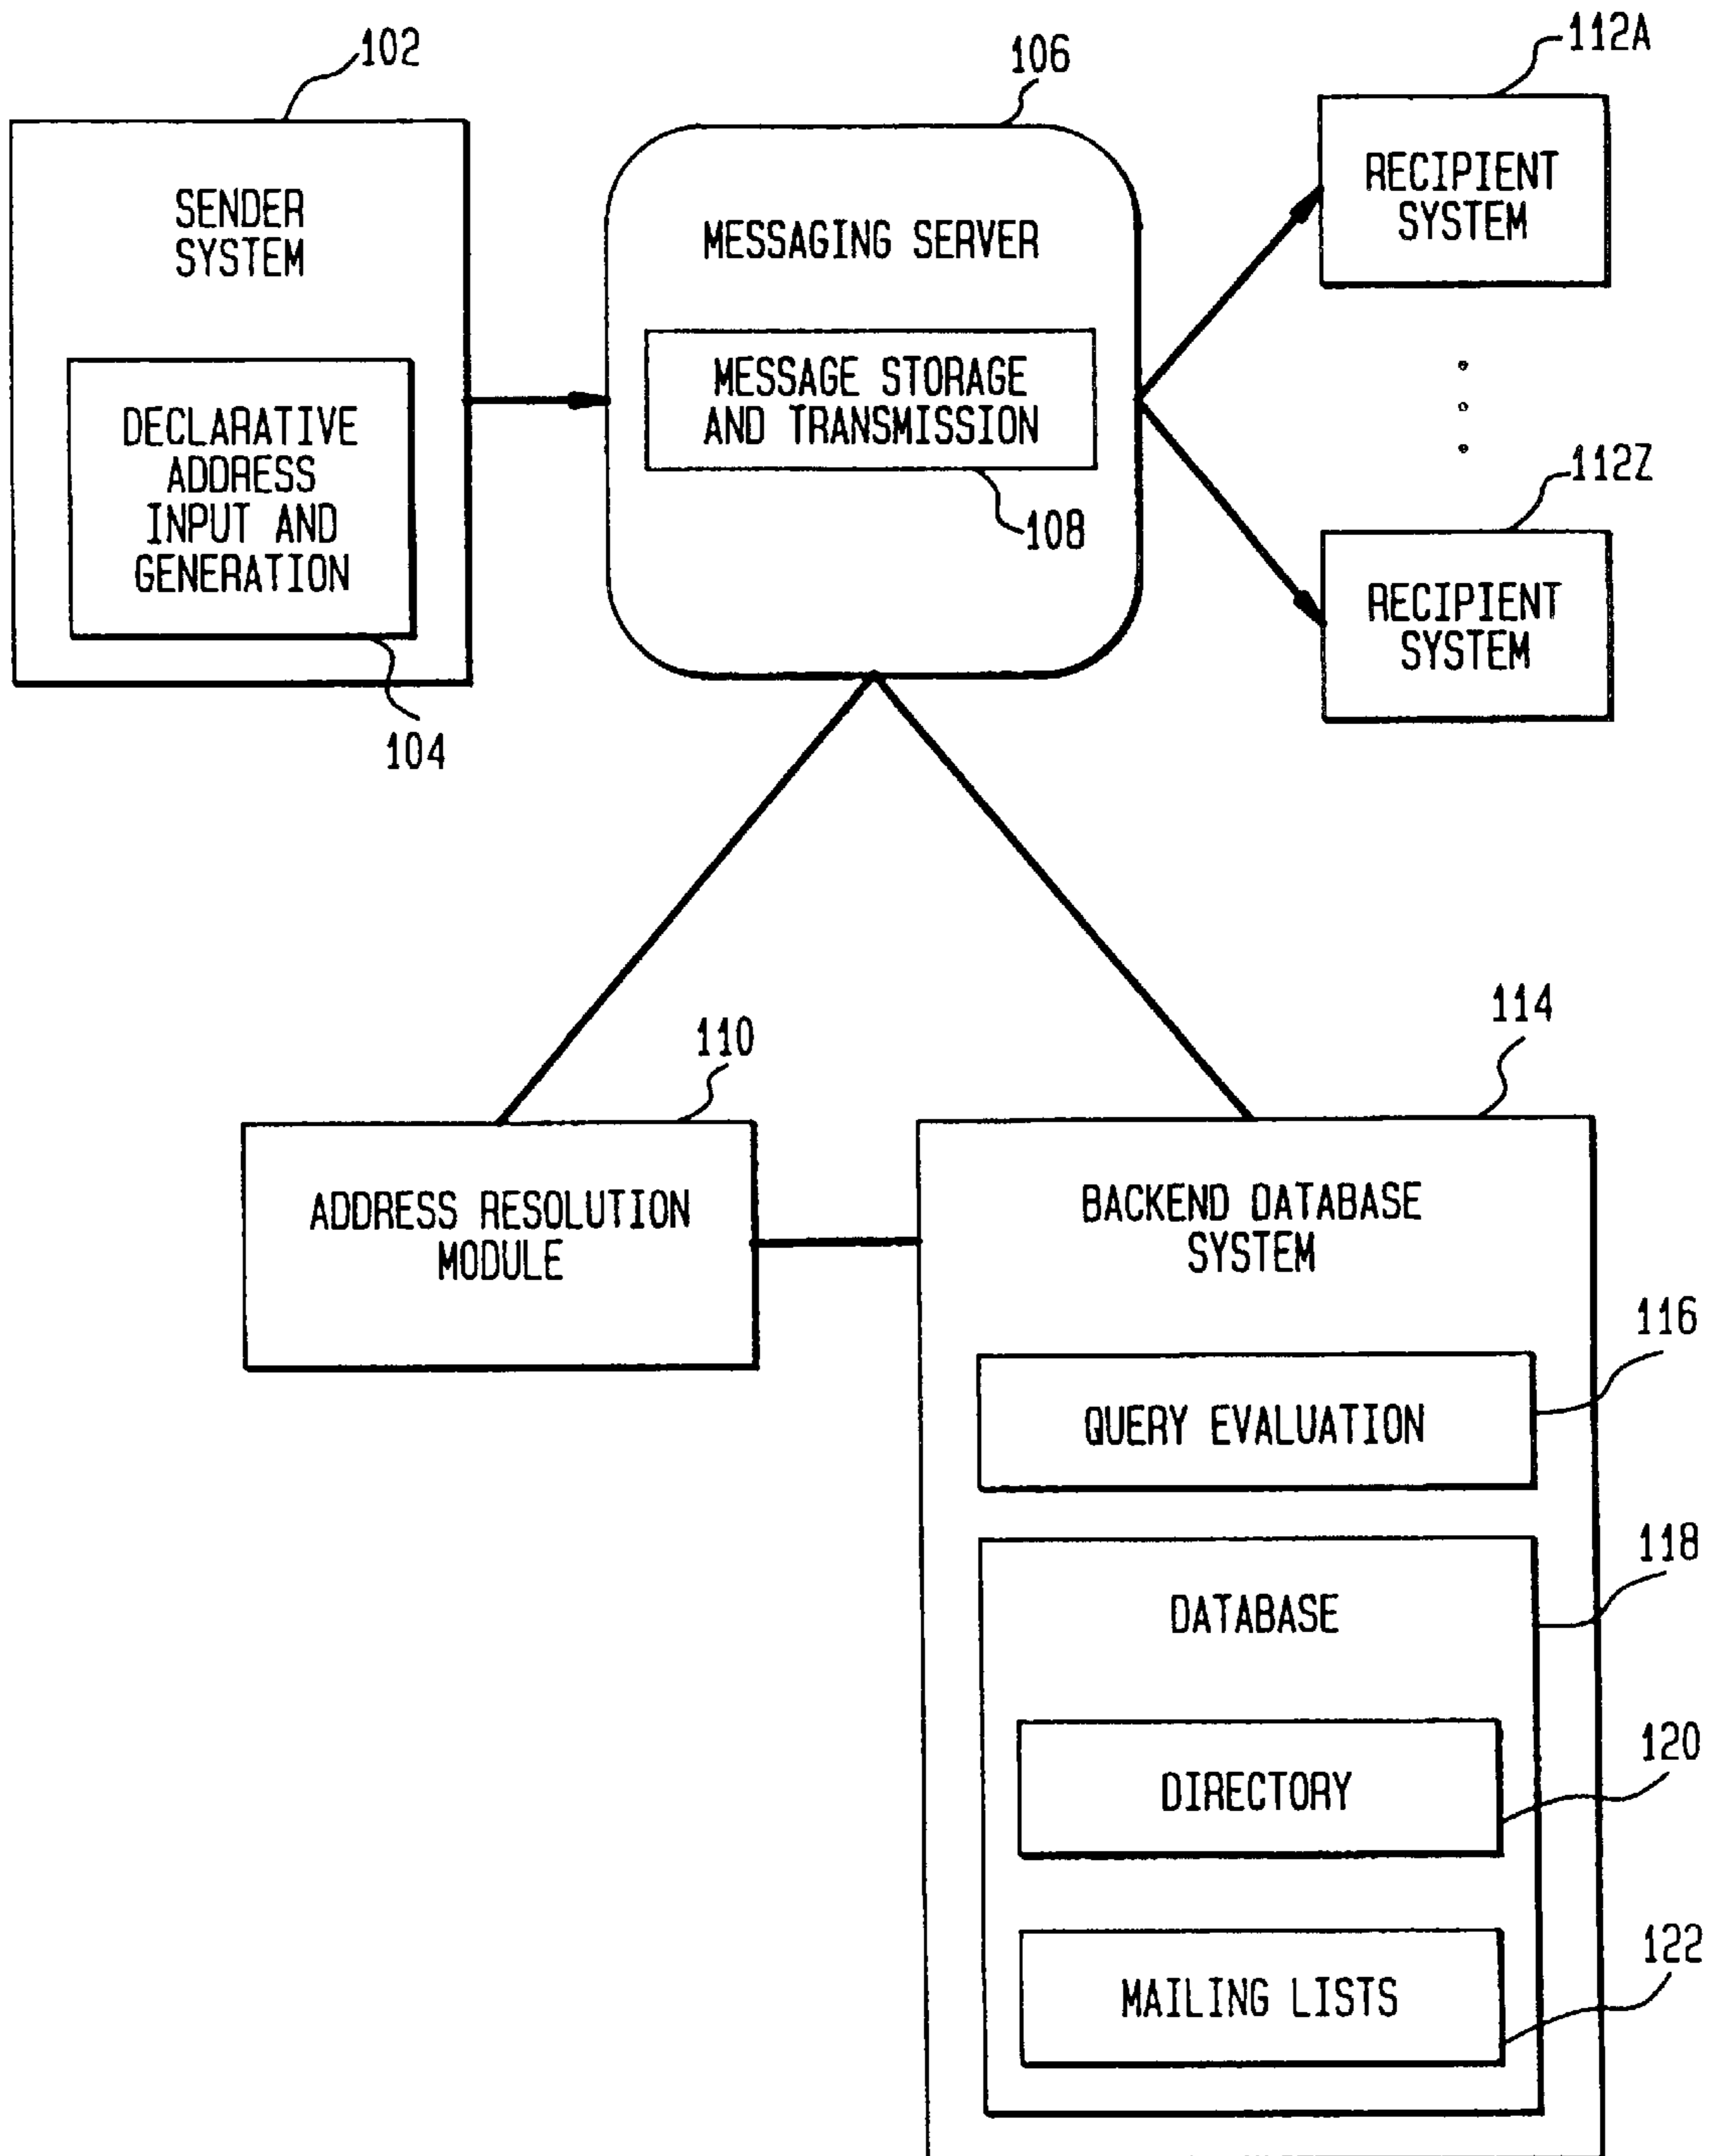 102
SENDER
SYSTEM
DECLARATIVE
ADDRESS
INPUT AND
GENERATION
104
106
MESSAGING SERVER
MESSAGE STORAGE
AND TRANSMISSION
108
112A
RECIPIENT
SYSTEM
112Z
RECIPIENT
SYSTEM
110
ADDRESS RESOLUTION
MODULE
114
BACKEND DATABASE
SYSTEM
116
QUERY EVALUATION
118
DATABASE
120
DIRECTORY
122
MAILING LISTS